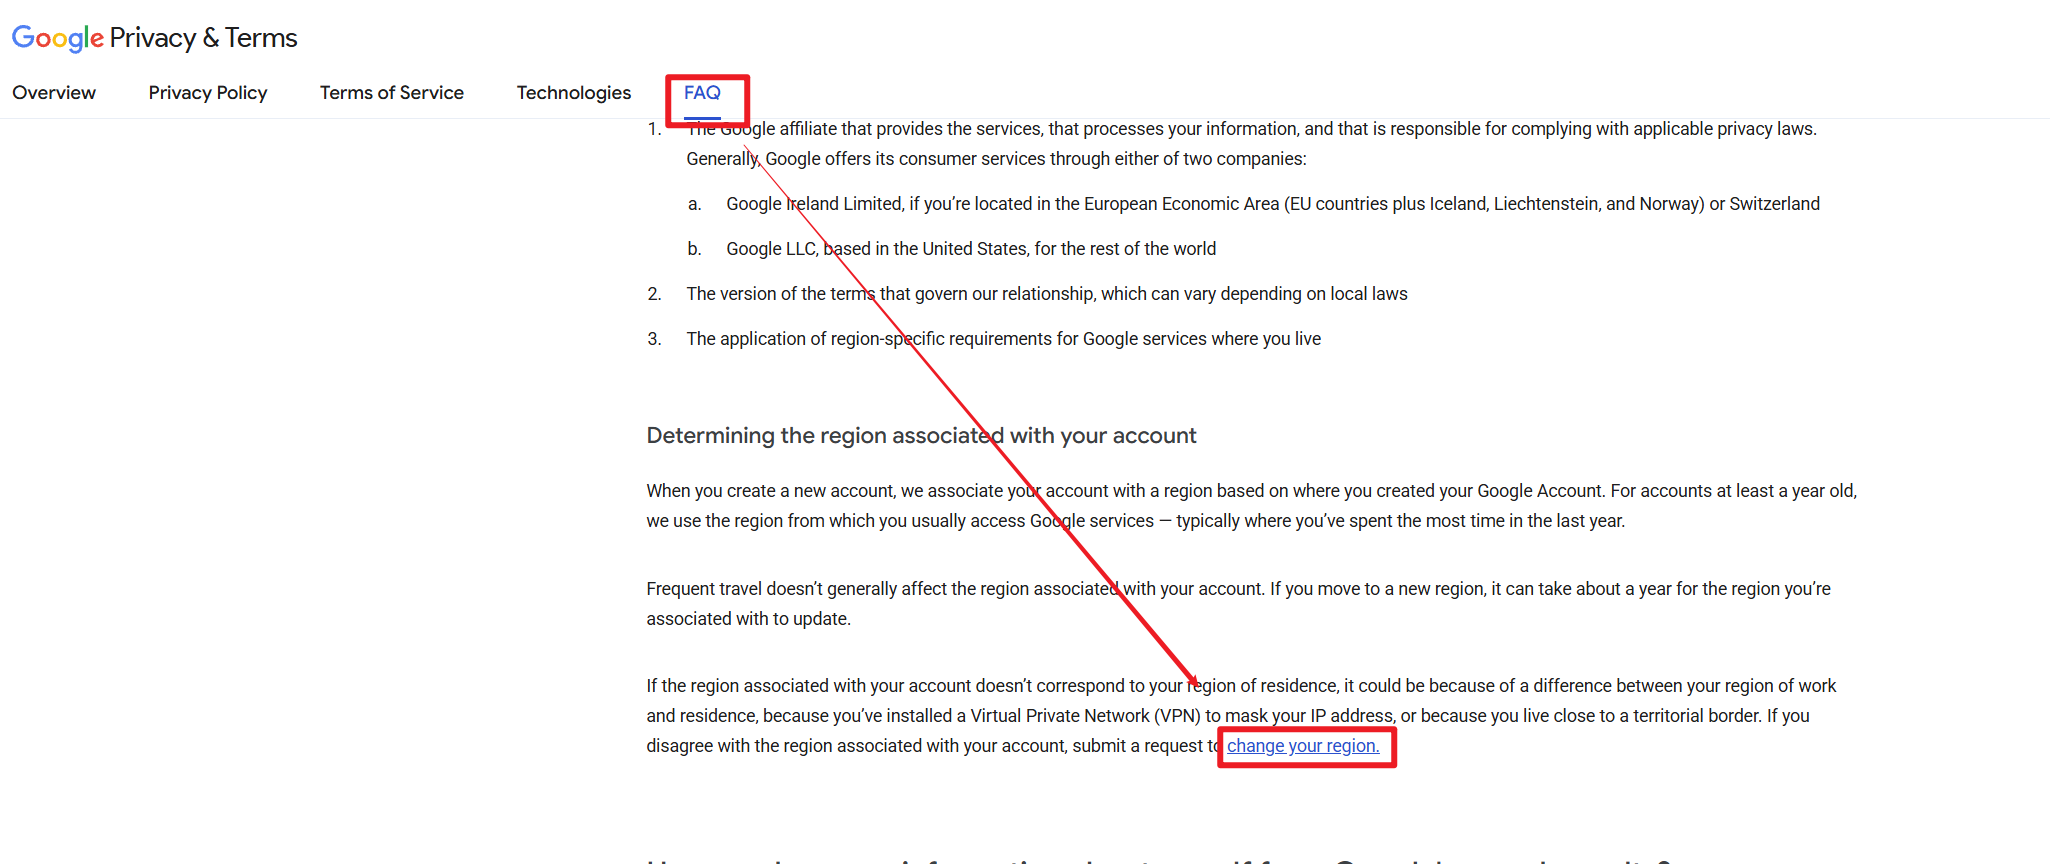 Google Privacy & Terms
Overview Privacy Policy Terms of Service Technologies FAQ
1. The Google affiliate that provides the services, that processes your information, and that is responsible for complying with applicable privacy laws.
Generally, Google offers its consumer services through either of two companies:
a. Google Ireland Limited, if you’re located in the European Economic Area (EU countries plus Iceland, Liechtenstein, and Norway) or Switzerland
b. Google LLC, based in the United States, for the rest of the world
2. The version of the terms that govern our relationship, which can vary depending on local laws
3. The application of region-specific requirements for Google services where you live
Determining the region associated with your account
When you create a new account, we associate your account with a region based on where you created your Google Account. For accounts at least a year old,
we use the region from which you usually access Google services — typically where you’ve spent the most time in the last year.
Frequent travel doesn’t generally affect the region associated with your account. If you move to a new region, it can take about a year for the region you’re
associated with to update.
If the region associated with your account doesn’t correspond to your region of residence, it could be because of a difference between your region of work
and residence, because you’ve installed a Virtual Private Network (VPN) to mask your IP address, or because you live close to a territorial border. If you
disagree with the region associated with your account, submit a request to change your region.